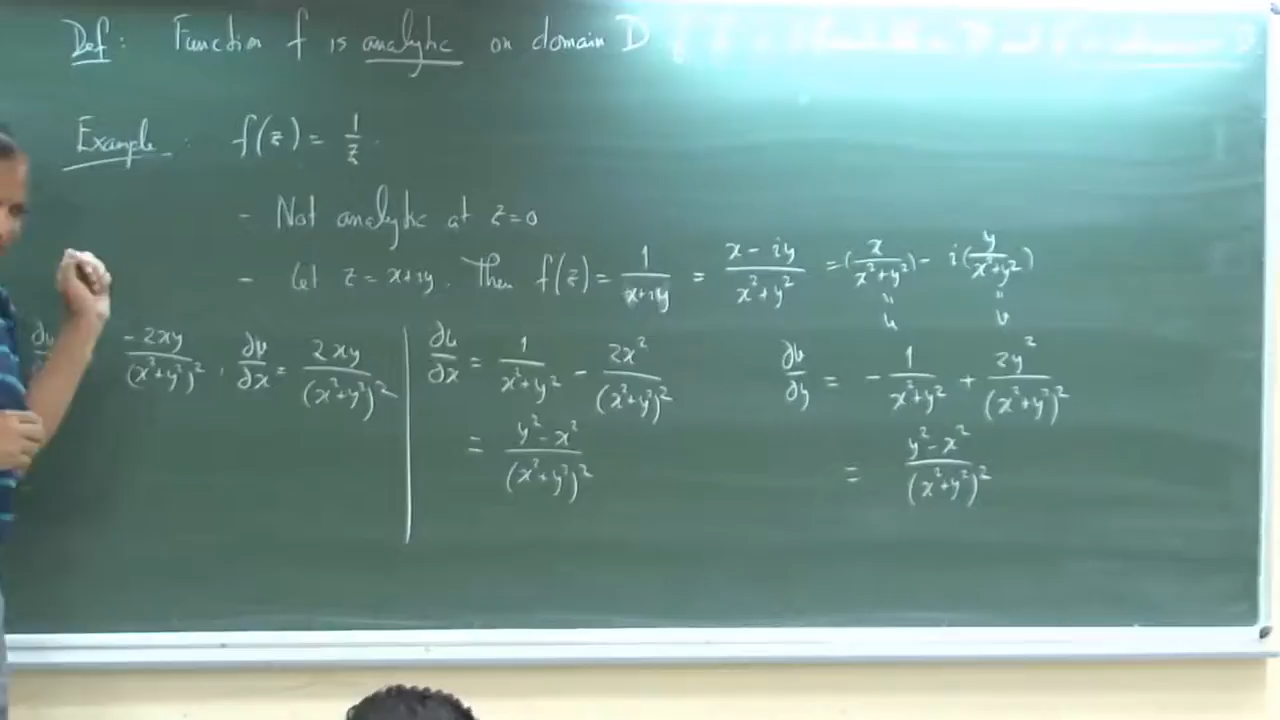 Def: Function f is analytic on domain D
Example: f(z) = 1/z.
- Not analytic at z=0
- Let z = x+iy. Then f(z) = 1/(x+iy) = (x-iy)/(x²+y²) = (x/(x²+y²)) - i(y/(x²+y²))
" "
u v
-2xy/(x²+y²)², ∂v/∂x = 2xy/(x²+y²)²
∂u/∂x = 1/(x²+y²) - 2x²/(x²+y²)²
= (y²-x²)/(x²+y²)²
∂v/∂y = -1/(x²+y²) + 2y²/(x²+y²)²
= (y²-x²)/(x²+y²)²